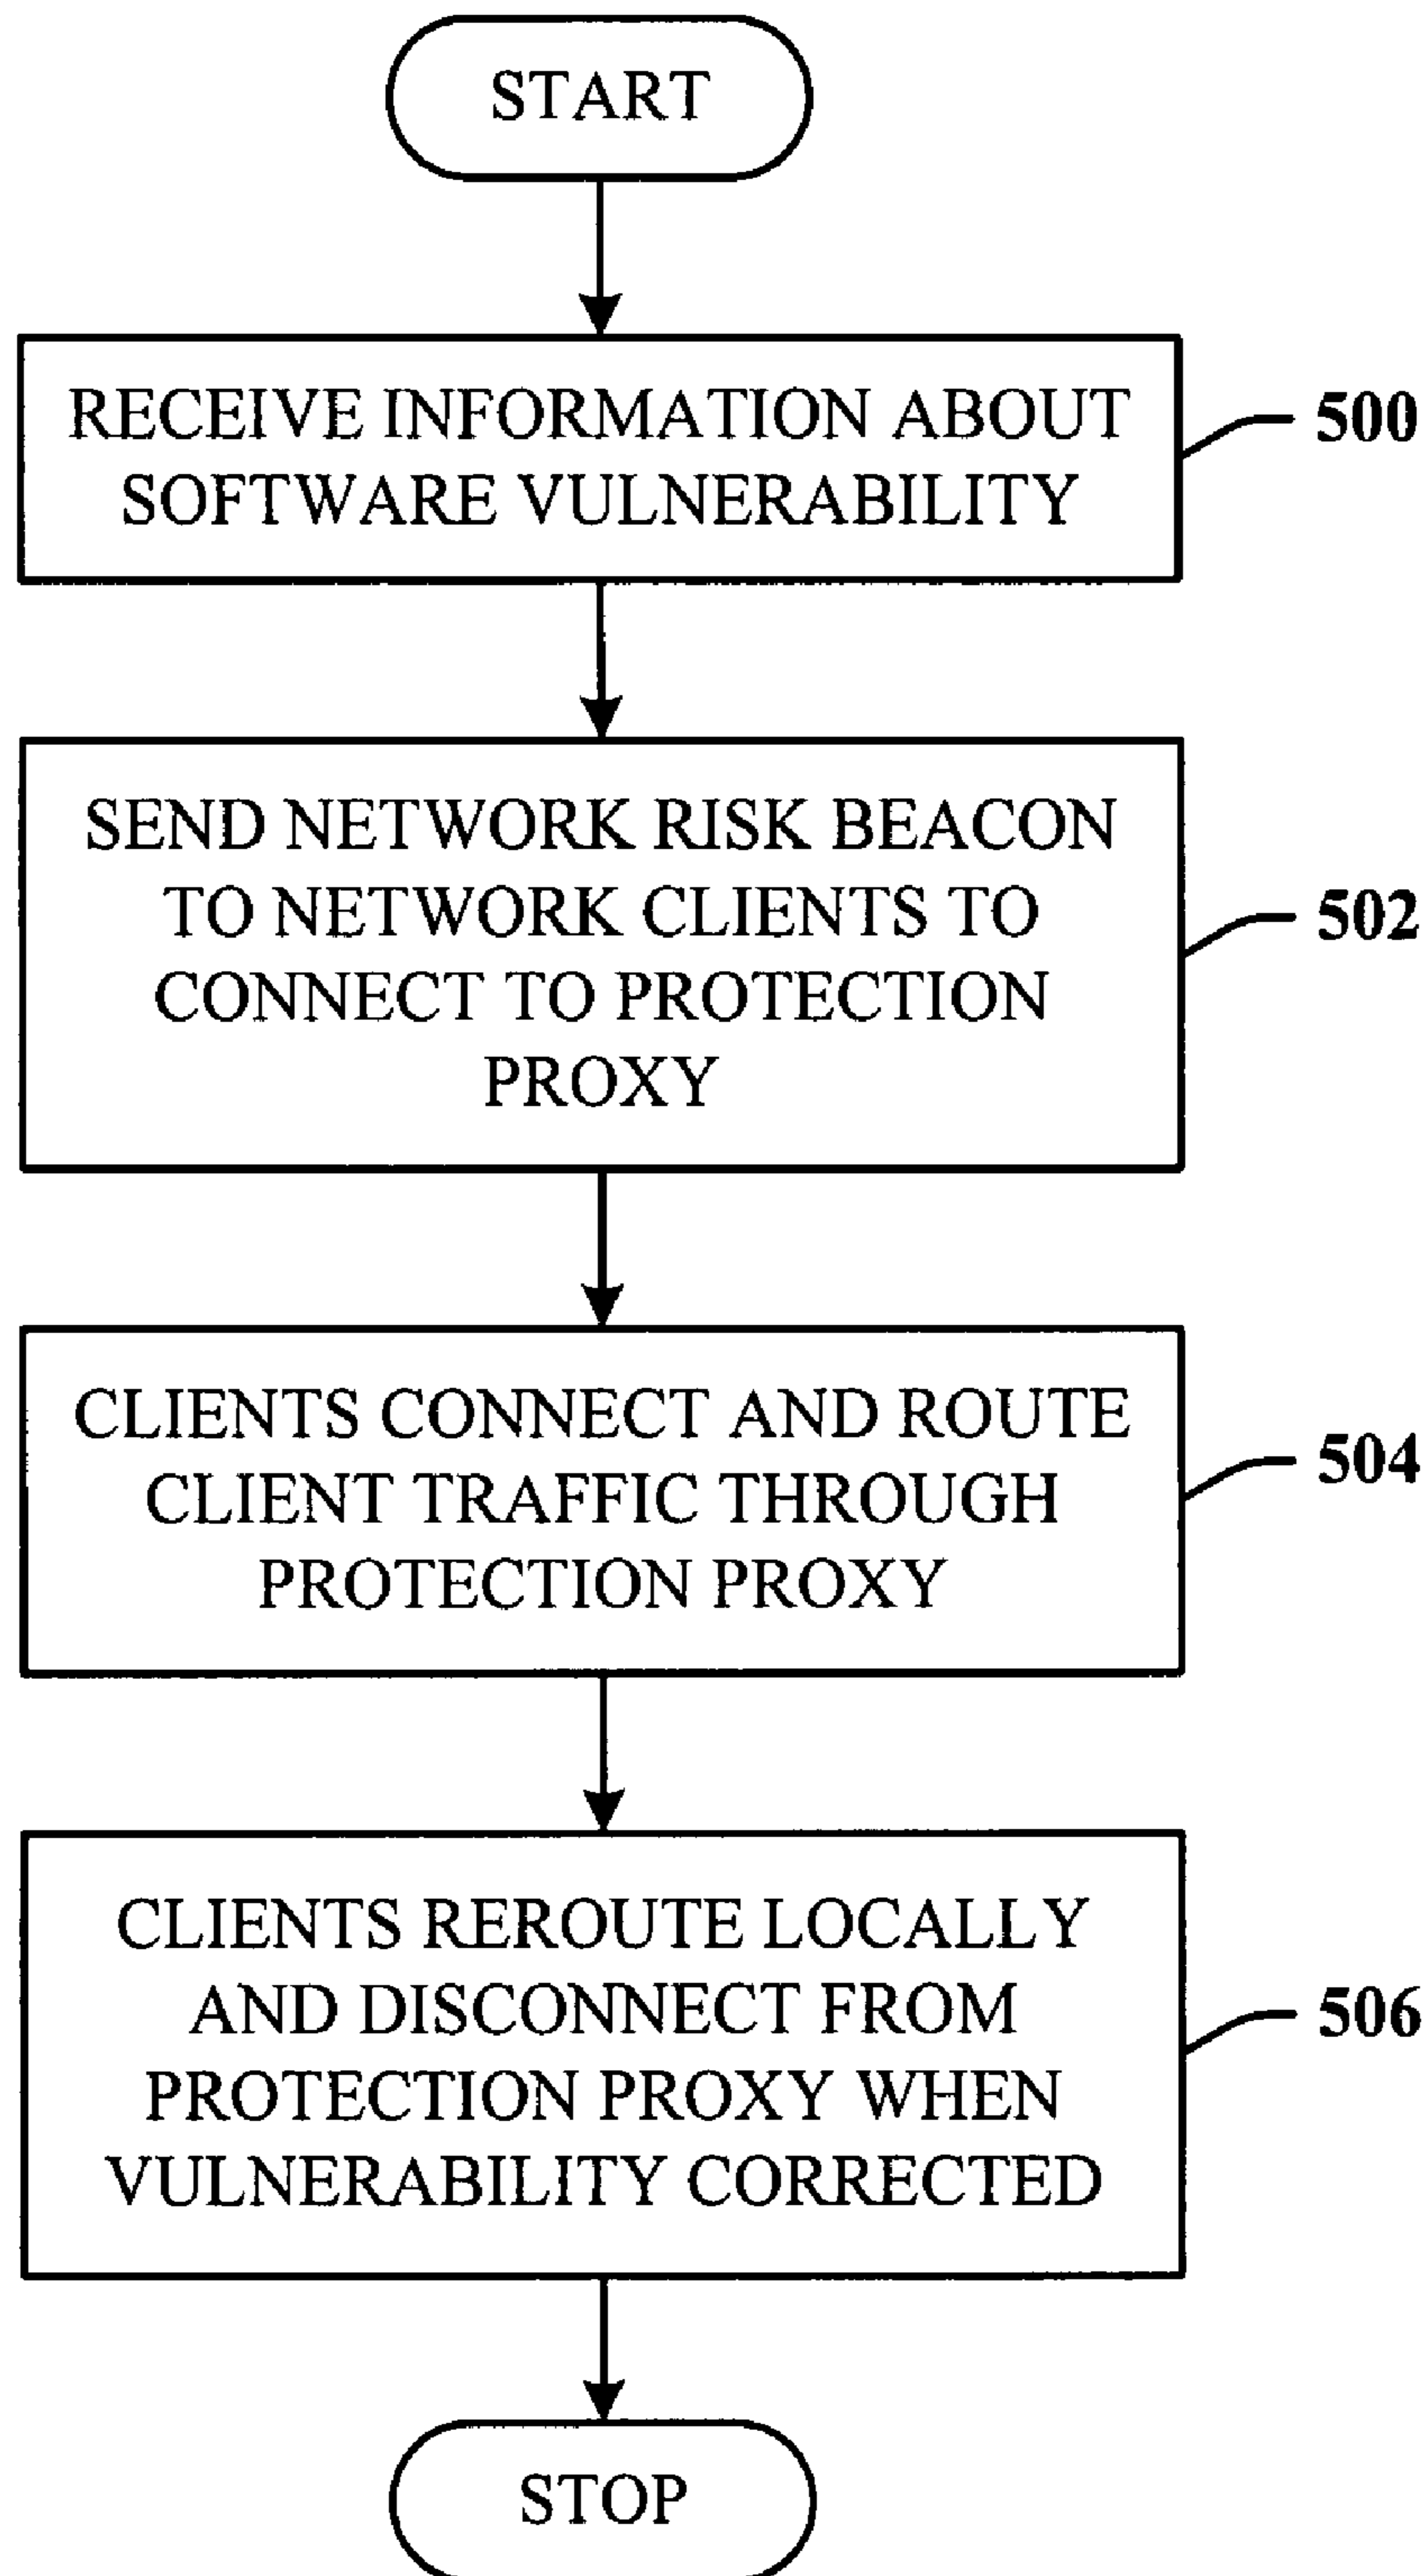 START
RECEIVE INFORMATION ABOUT
SOFTWARE VULNERABILITY
500
SEND NETWORK RISK BEACON
TO NETWORK CLIENTS TO
CONNECT TO PROTECTION
PROXY
502
CLIENTS CONNECT AND ROUTE
CLIENT TRAFFIC THROUGH
PROTECTION PROXY
504
CLIENTS REROUTE LOCALLY
AND DISCONNECT FROM
PROTECTION PROXY WHEN
VULNERABILITY CORRECTED
506
STOP